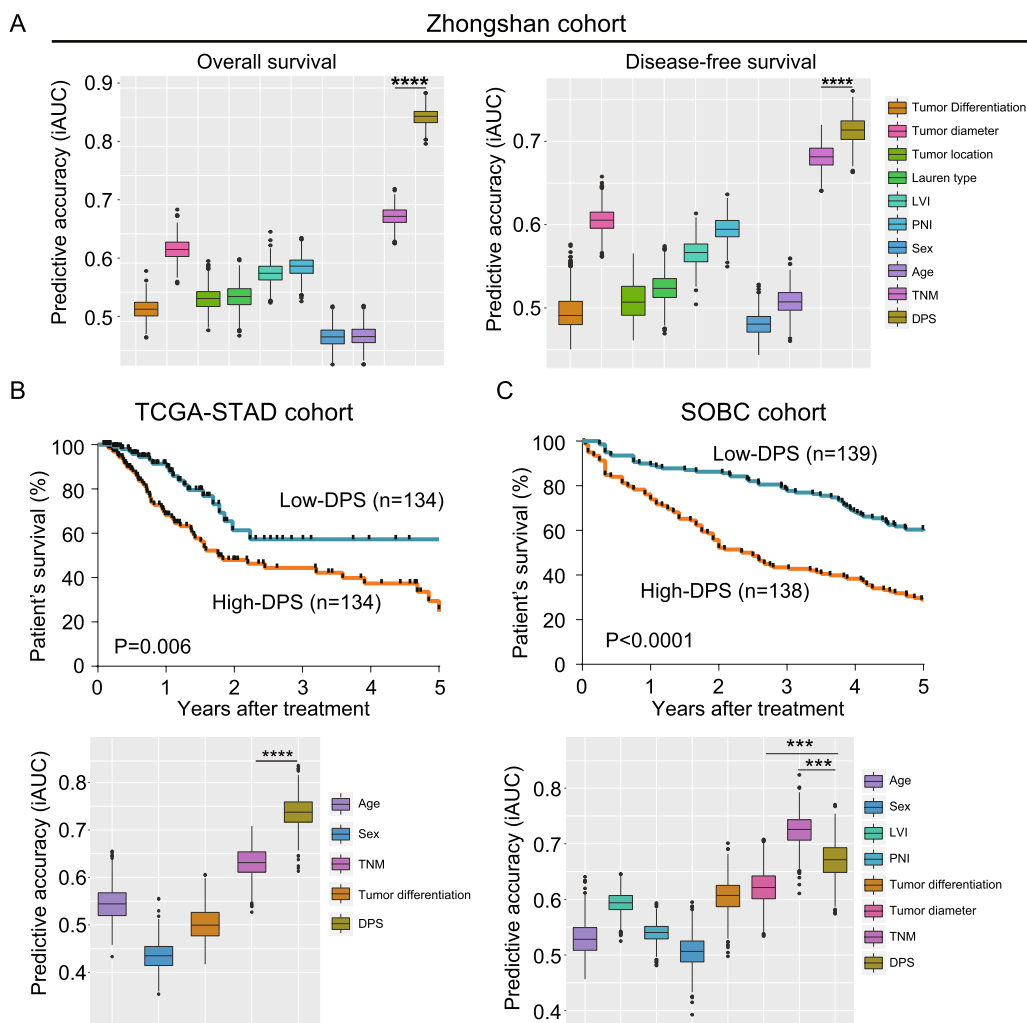 A
Zhongshan cohort
Overall survival
Disease-free survival
Predictive accuracy (iAUC)
0.9
0.8
0.7
0.6
0.5
****
Predictive accuracy (iAUC)
0.7
0.6
0.5
****
Tumor Differentiation
Tumor diameter
Tumor location
Lauren type
LVI
PNI
Sex
Age
TNM
DPS
B
TCGA-STAD cohort
Patient's survival (%)
100
80
60
40
20
0
Low-DPS (n=134)
High-DPS (n=134)
P=0.006
0 1 2 3 4 5
Years after treatment
Predictive accuracy (iAUC)
0.8
0.7
0.6
0.5
0.4
****
Age
Sex
TNM
Tumor differentiation
DPS
C
SOBC cohort
Patient's survival (%)
100
80
60
40
20
0
Low-DPS (n=139)
High-DPS (n=138)
P<0.0001
0 1 2 3 4 5
Years after treatment
Predictive accuracy (iAUC)
0.8
0.7
0.6
0.5
0.4
***
***
Age
Sex
LVI
PNI
Tumor differentiation
Tumor diameter
TNM
DPS